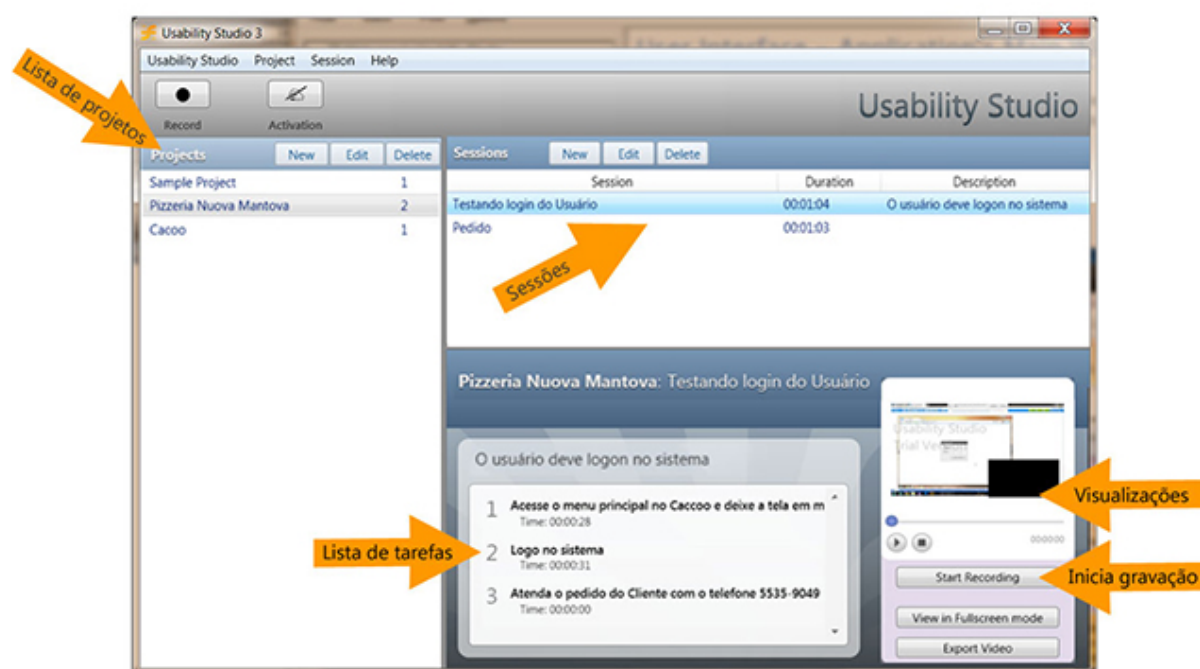 Usability Studio 3
Usability Studio Project Session Help
Lista de projetos
Record Activation
Usability Studio
Projects New Edit Delete
Sample Project 1
Pizzeria Nuova Mantova 2
Cacoo 1
Sessions New Edit Delete
Session Duration Description
Testando login do Usuário 00:01:04 O usuário deve logon no sistema
Pedido 00:01:03
Sessões
Pizzeria Nuova Mantova: Testando login do Usuário
O usuário deve logon no sistema
1 Acesse o menu principal no Caccoo e deixe a tela em m
Time: 00:00:28
2 Logo no sistema
Time: 00:00:31
3 Atenda o pedido do Cliente com o telefone 5535-9049
Time: 00:00:00
Lista de tarefas
Usability Studio
Trial Version
Visualizações
000000
Start Recording
Inicia gravação
View in Fullscreen mode
Export Video